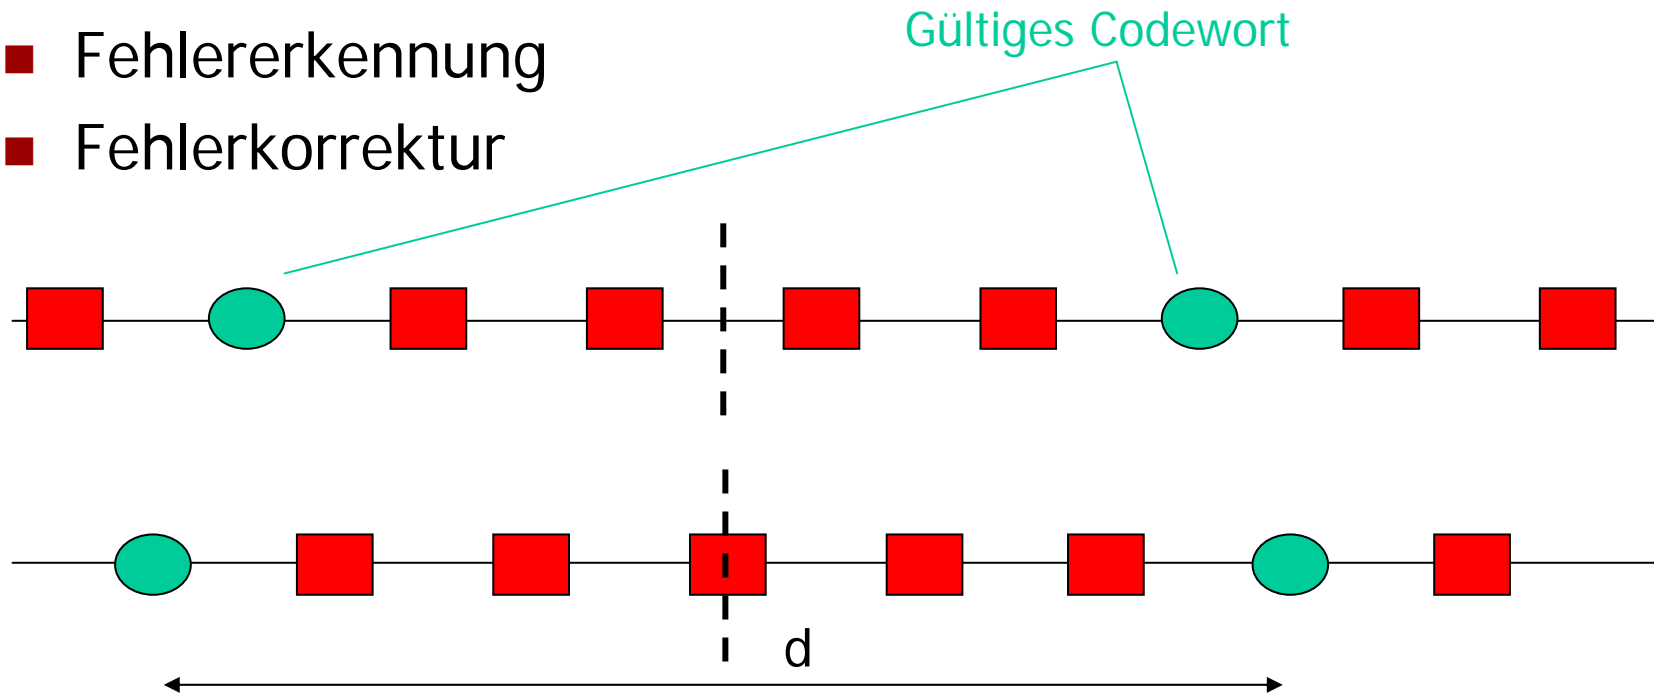 Gültiges Codewort
Fehlererkennung
Fehlerkorrektur
d